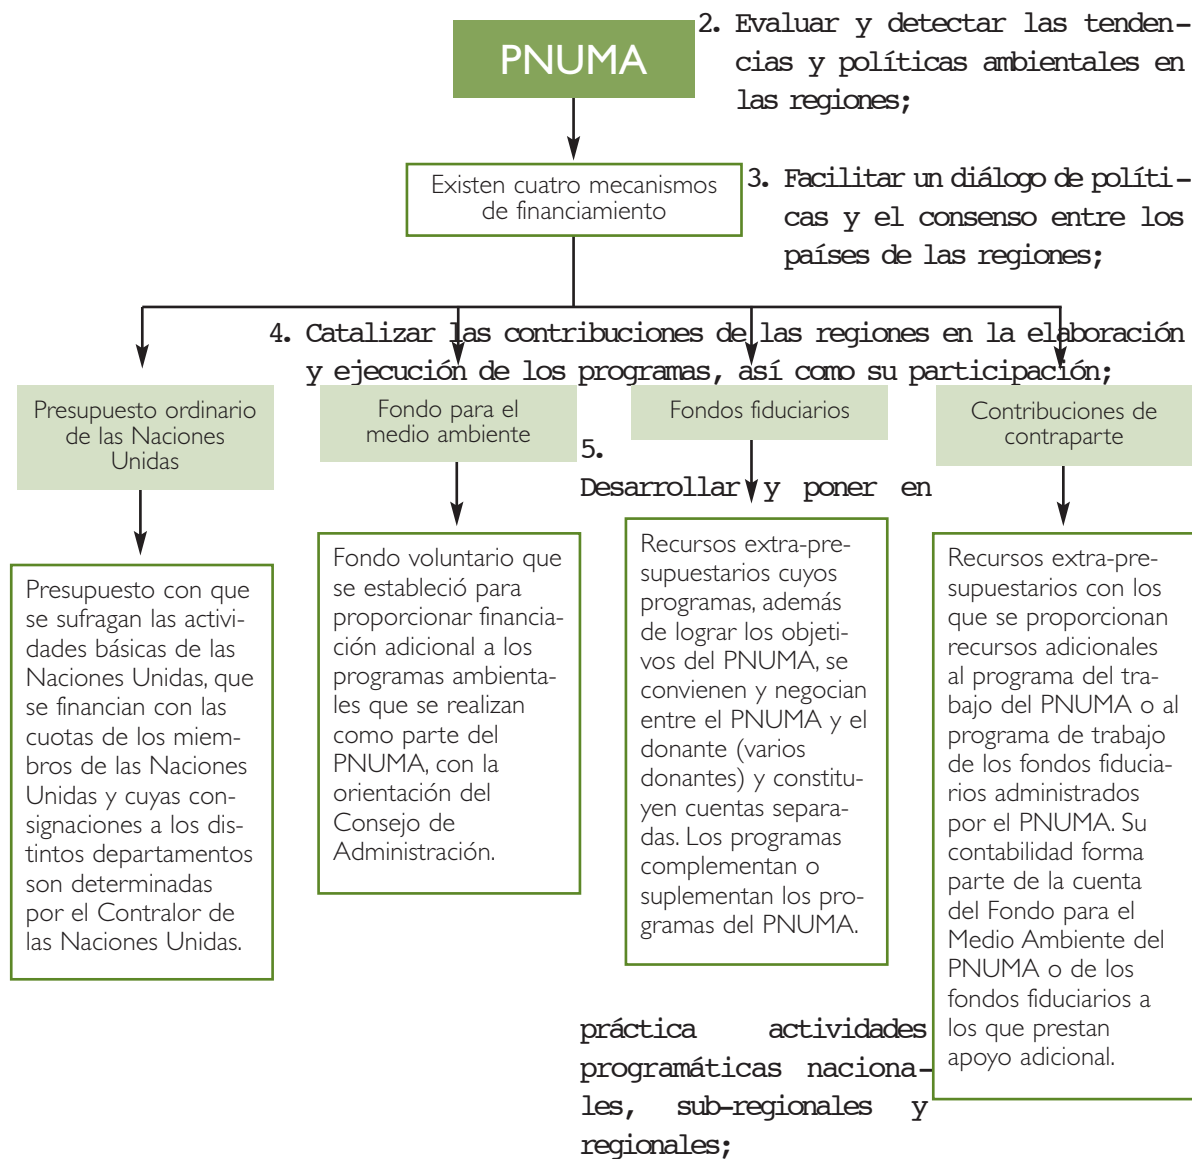 PNUMA
2. Evaluar y detectar las tenden-
cias y políticas ambientales en
las regiones;
Existen cuatro mecanismos
de financiamiento
3. Facilitar un diálogo de políti-
cas y el consenso entre los
países de las regiones;
4. Catalizar las contribuciones de las regiones en la elaboración
y ejecución de los programas, así como su participación;
Presupuesto ordinario
de las Naciones
Unidas
Fondo para el
medio ambiente
Fondos fiduciarios
Contribuciones de
contraparte
5.
Desarrollar y poner en
Presupuesto con que
se sufragan las activi-
dades básicas de las
Naciones Unidas, que
se financian con las
cuotas de los miem-
bros de las Naciones
Unidas y cuyas con-
signaciones a los dis-
tintos departamentos
son determinadas
por el Contralor de
las Naciones Unidas.
Fondo voluntario que
se estableció para
proporcionar financia-
ción adicional a los
programas ambienta-
les que se realizan
como parte del
PNUMA, con la
orientación del
Consejo de
Administración.
Recursos extra-pre-
supuestarios cuyos
programas, además
de lograr los objeti-
vos del PNUMA, se
convienen y negocian
entre el PNUMA y el
donante (varios
donantes) y constitu-
yen cuentas separa-
das. Los programas
complementan o
suplementan los pro-
gramas del PNUMA.
Recursos extra-pre-
supuestarios con los
que se proporcionan
recursos adicionales
al programa del tra-
bajo del PNUMA o al
programa de trabajo
de los fondos fiducia-
rios administrados
por el PNUMA. Su
contabilidad forma
parte de la cuenta
del Fondo para el
Medio Ambiente del
PNUMA o de los
fondos fiduciarios a
los que prestan
apoyo adicional.
práctica actividades
programáticas naciona-
les, sub-regionales y
regionales;